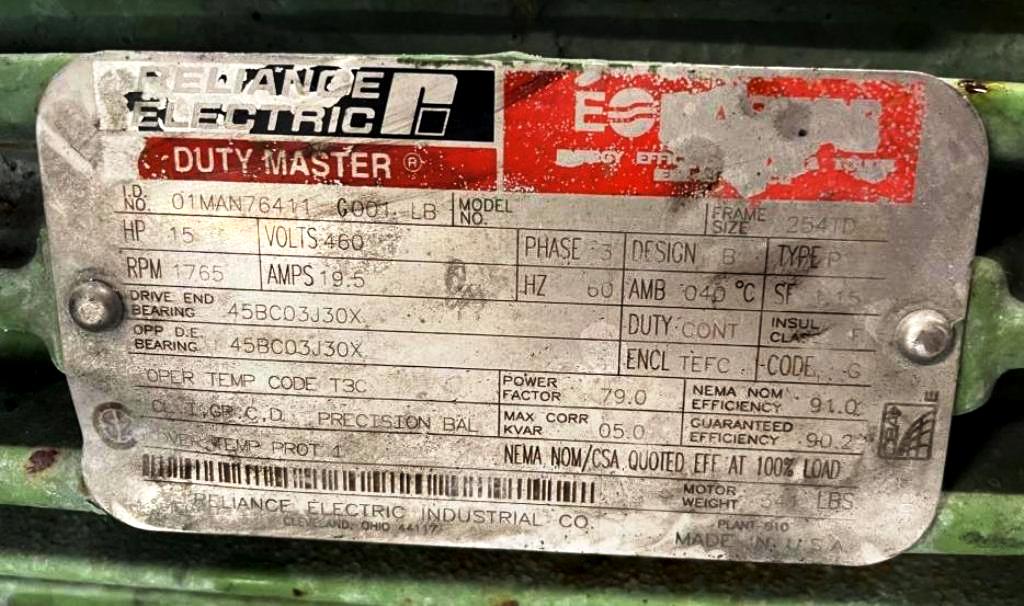 RELIANCE
ELECTRIC
DUTY MASTER ®
I.D. NO. 01MAN76411 G001 LB MODEL NO. FRAME SIZE 254TD
HP 15 VOLTS 460 PHASE 3 DESIGN B TYPE P
RPM 1765 AMPS 19.5 HZ 60 AMB 040 °C SF
DRIVE END BEARING 45BC03J30X DUTY CONT INSUL CLASS F
OPP D.E. BEARING 45BC03J30X ENCL TEFC CODE G
OPER TEMP CODE T3C POWER FACTOR 79.0 NEMA NOM EFFICIENCY 91.0
CL I,GP C,D. PRECISION BAL MAX CORR KVAR 05.0 GUARANTEED EFFICIENCY 90.2
OVER TEMP PROT 1 NEMA NOM/CSA QUOTED EFF AT 100% LOAD
MOTOR WEIGHT LBS
RELIANCE ELECTRIC INDUSTRIAL CO. PLANT
CLEVELAND, OHIO 44117 MADE IN U.S.A.